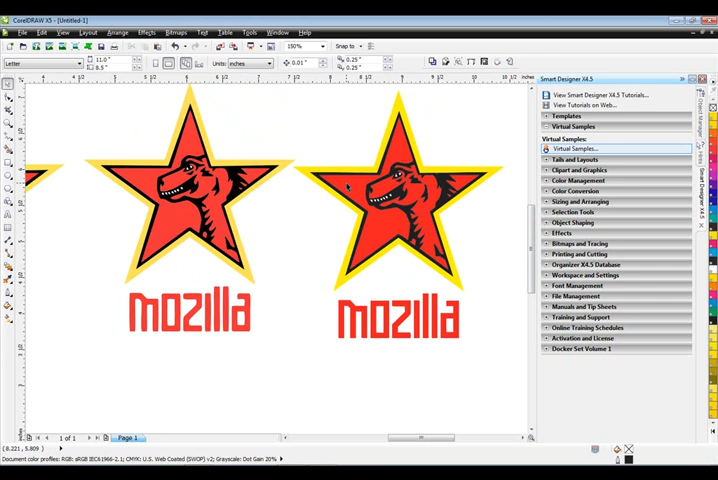 CorelDRAW X5 - [Untitled-1]
File Edit View Layout Arrange Effects Bitmaps Text Table Tools Window Help
150% Snap to
Letter 11.0" 8.5" Units: inches 0.01" 0.25" 0.25"
mozilla
mozilla
Smart Designer X4.5
View Smart Designer X4.5 Tutorials...
View Tutorials on Web...
Templates
Virtual Samples
Virtual Samples:
Virtual Samples...
Tails and Layouts
Clipart and Graphics
Color Management
Color Conversion
Sizing and Arranging
Selection Tools
Object Shaping
Effects
Bitmaps and Tracing
Printing and Cutting
Organizer X4.5 Database
Workspace and Settings
Font Management
File Management
Manuals and Tip Sheets
Training and Support
Online Training Schedules
Activation and License
Docker Set Volume 1
Object Manager
Hints
Smart Designer X4.5
1 of 1 Page 1
(8.221, 5.809)
Document color profiles: RGB: sRGB IEC61966-2.1; CMYK: U.S. Web Coated (SWOP) v2; Grayscale: Dot Gain 20%